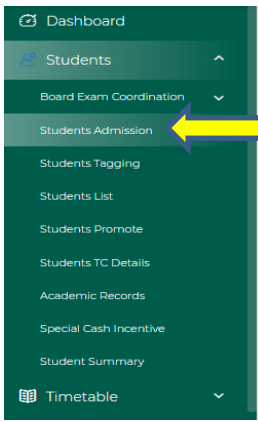 Dashboard
Students
Board Exam Coordination
Students Admission
Students Tagging
Students List
Students Promote
Students TC Details
Academic Records
Special Cash Incentive
Student Summary
Timetable